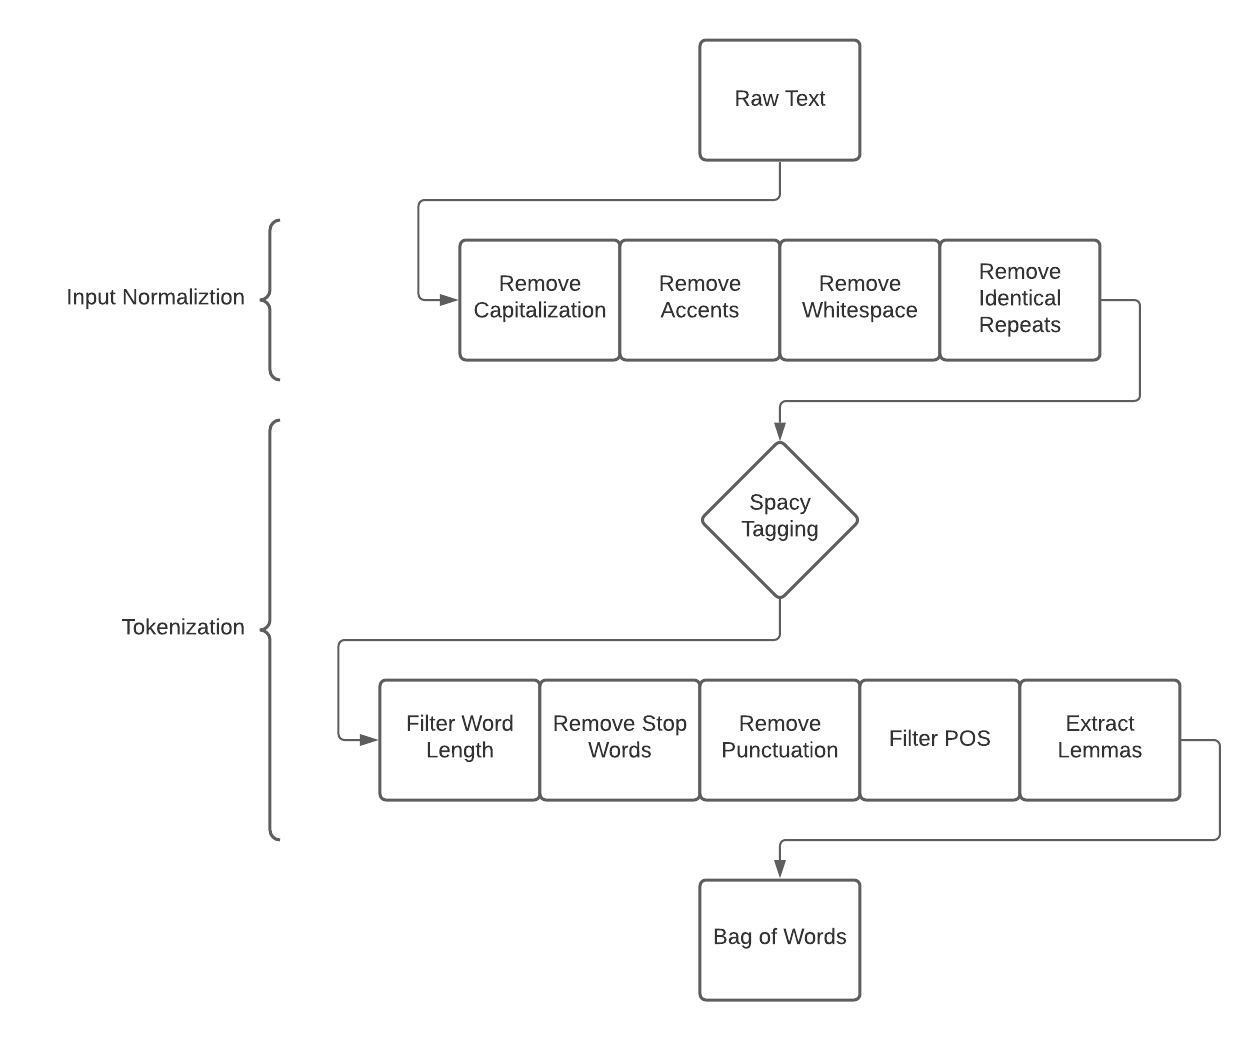 Raw Text
Input Normaliztion
Remove
Capitalization
Remove
Accents
Remove
Whitespace
Remove
Identical
Repeats
Spacy
Tagging
Tokenization
Filter Word
Length
Remove Stop
Words
Remove
Punctuation
Filter POS
Extract
Lemmas
Bag of Words